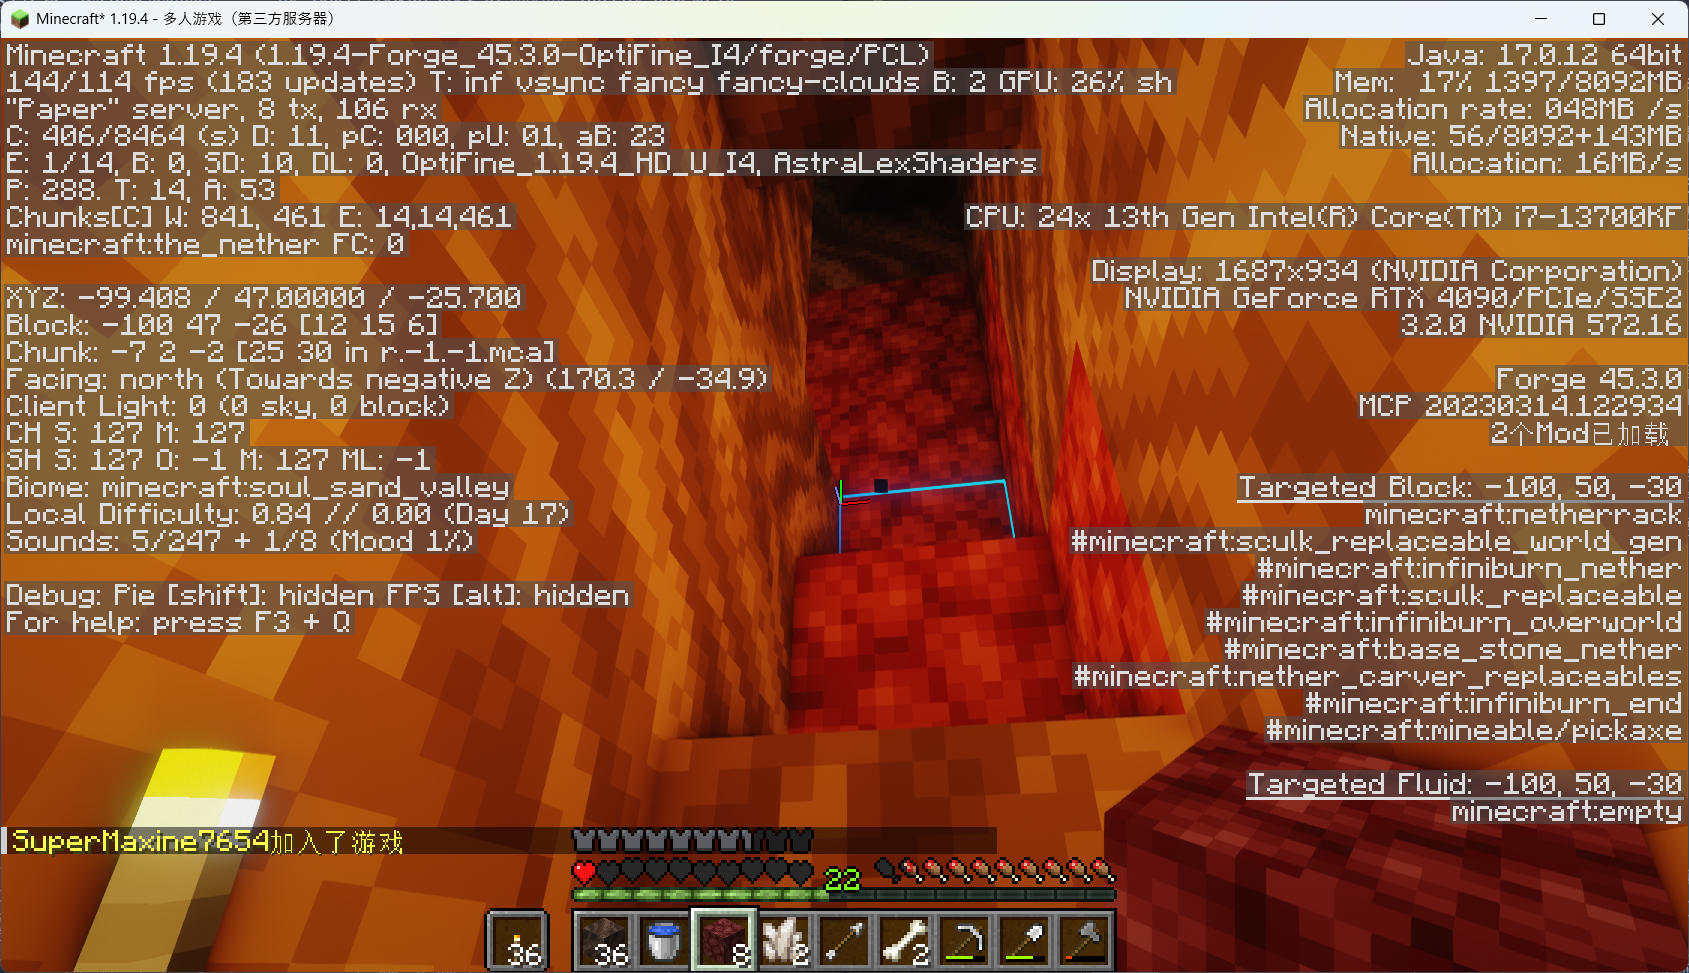 Minecraft* 1.19.4 - 多人游戏（第三方服务器）
Minecraft 1.19.4 (1.19.4-Forge_45.3.0-OptiFine_I4/forge/PCL)
144/114 fps (183 updates) T: inf vsync fancy fancy-clouds B: 2 GPU: 26% sh
"Paper" server, 8 tx, 106 rx
C: 406/8464 (s) D: 11, pC: 000, pU: 01, aB: 23
E: 1/14, B: 0, SD: 10, DL: 0, OptiFine_1.19.4_HD_U_I4, AstraLexShaders
P: 288. T: 14, A: 53
Chunks[C] W: 841, 461 E: 14,14,461
minecraft:the_nether FC: 0
XYZ: -99.408 / 47.00000 / -25.700
Block: -100 47 -26 [12 15 6]
Chunk: -7 2 -2 [25 30 in r.-1.-1.mca]
Facing: north (Towards negative Z) (170.3 / -34.9)
Client Light: 0 (0 sky, 0 block)
CH S: 127 M: 127
SH S: 127 O: -1 M: 127 ML: -1
Biome: minecraft:soul_sand_valley
Local Difficulty: 0.84 // 0.00 (Day 17)
Sounds: 5/247 + 1/8 (Mood 1%)
Debug: Pie [shift]: hidden FPS [alt]: hidden
For help: press F3 + Q
Java: 17.0.12 64bit
Mem: 17% 1397/8092MB
Allocation rate: 048MB /s
Native: 56/8092+143MB
Allocation: 16MB/s
CPU: 24x 13th Gen Intel(R) Core(TM) i7-13700KF
Display: 1687x934 (NVIDIA Corporation)
NVIDIA GeForce RTX 4090/PCIe/SSE2
3.2.0 NVIDIA 572.16
Forge 45.3.0
MCP 20230314.122934
2个Mod已加载
Targeted Block: -100, 50, -30
minecraft:netherrack
#minecraft:sculk_replaceable_world_gen
#minecraft:infiniburn_nether
#minecraft:sculk_replaceable
#minecraft:infiniburn_overworld
#minecraft:base_stone_nether
#minecraft:nether_carver_replaceables
#minecraft:infiniburn_end
#minecraft:mineable/pickaxe
Targeted Fluid: -100, 50, -30
minecraft:empty
SuperMaxine7654加入了游戏
22
36
36
8
2
2